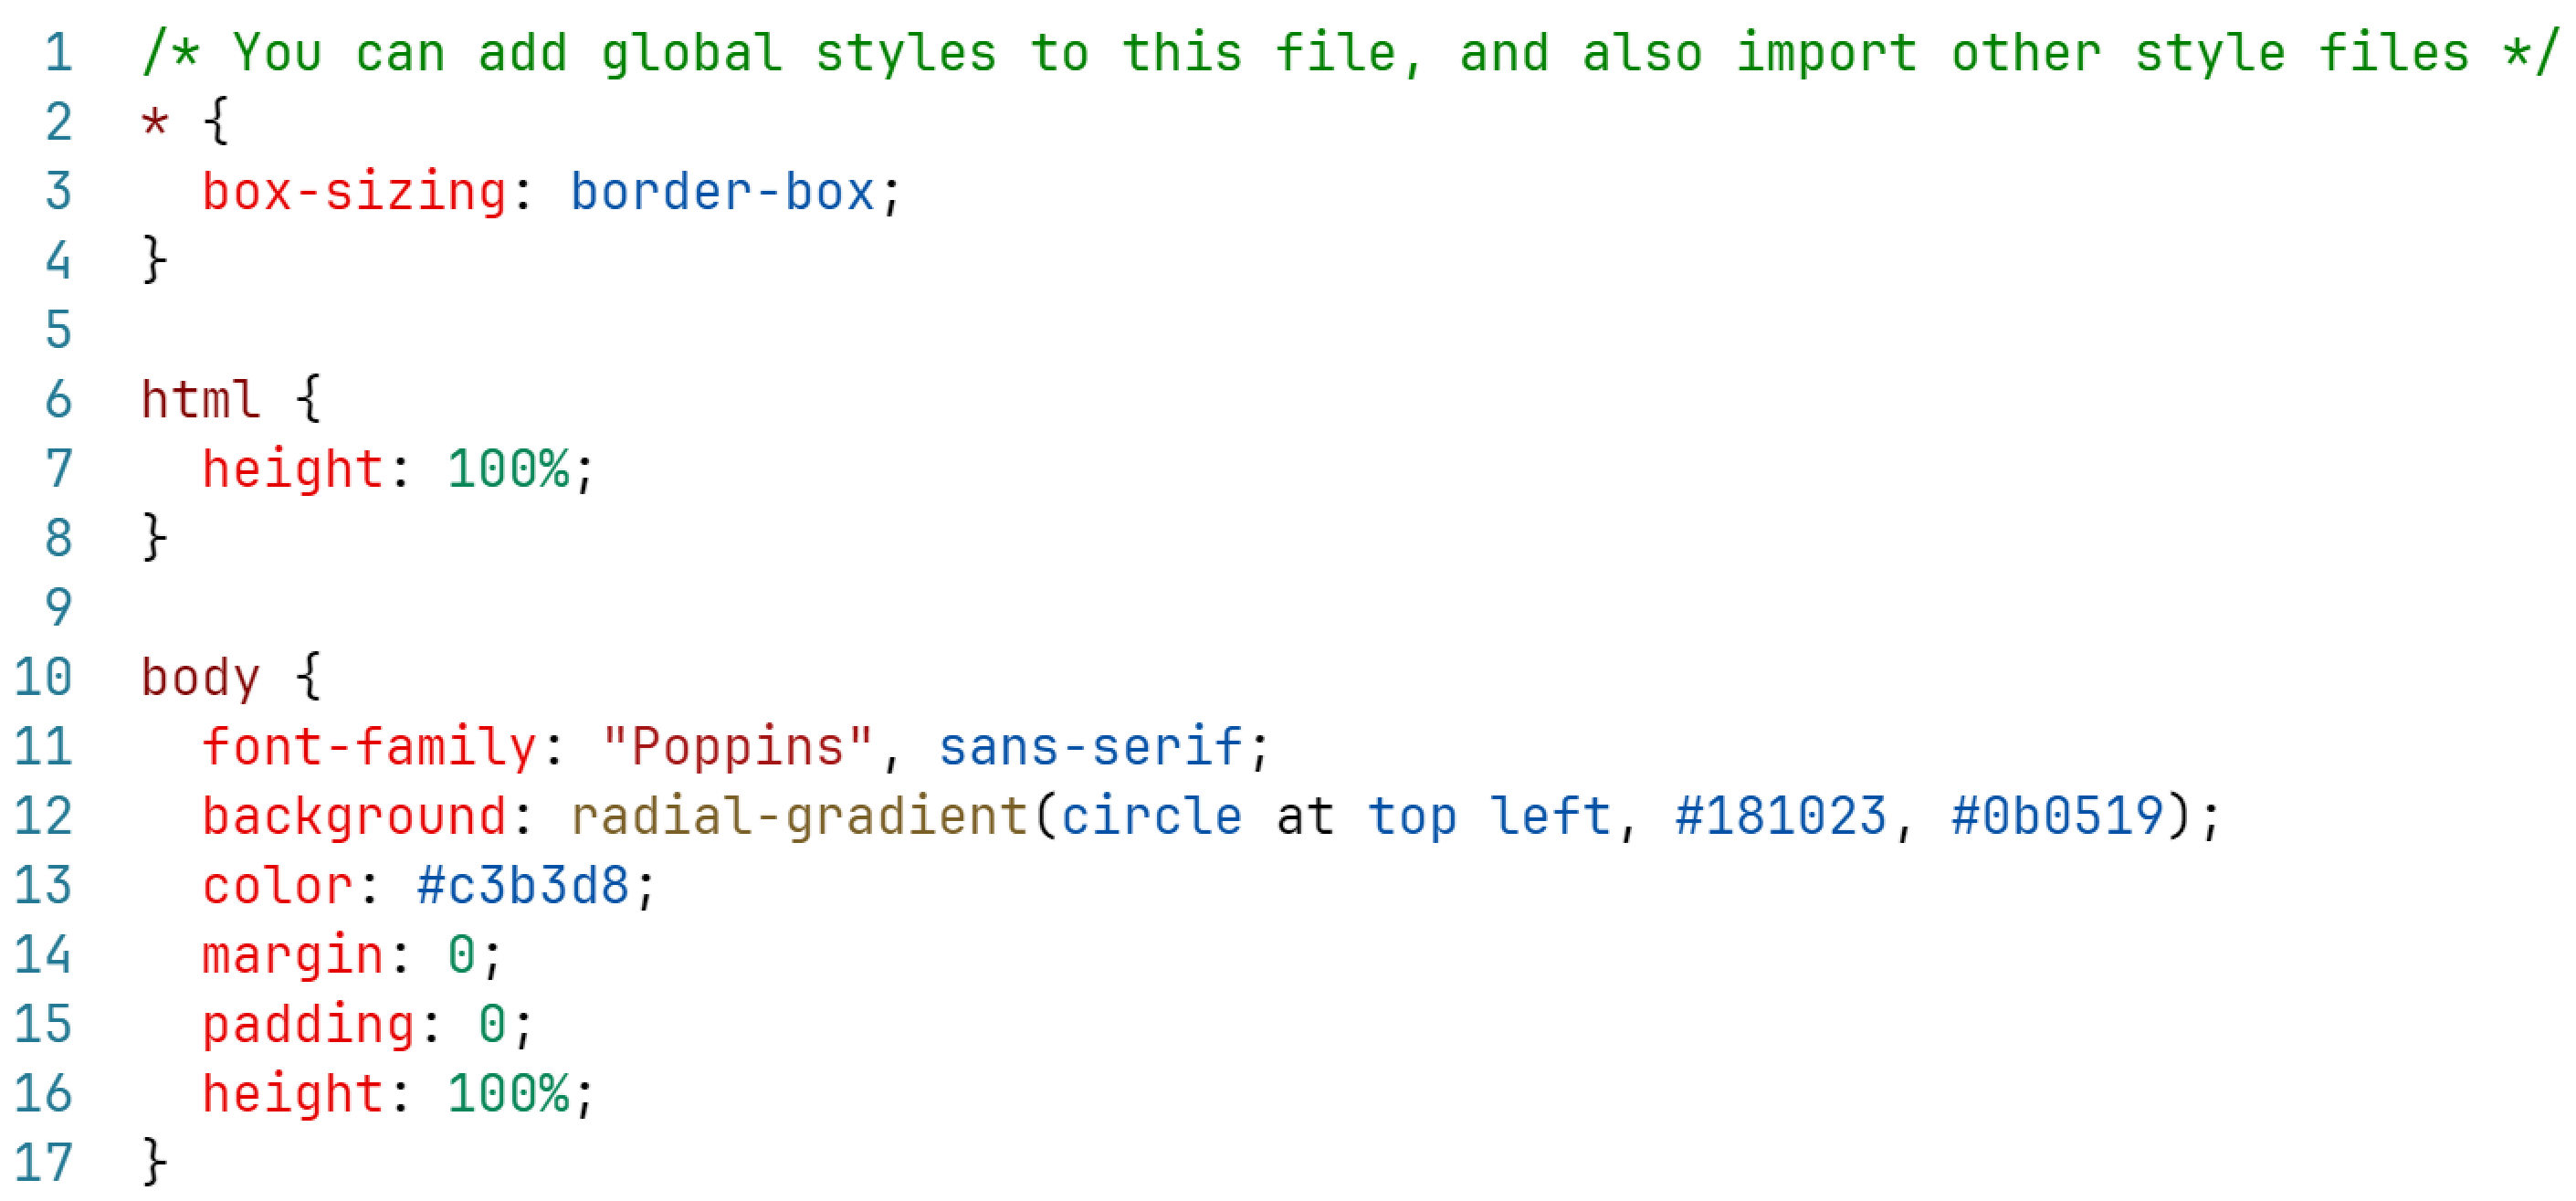 1 /* You can add global styles to this file, and also import other style files */
2 * {
3   box-sizing: border-box;
4 }
5
6 html {
7   height: 100%;
8 }
9
10 body {
11   font-family: "Poppins", sans-serif;
12   background: radial-gradient(circle at top left, #181023, #0b0519);
13   color: #c3b3d8;
14   margin: 0;
15   padding: 0;
16   height: 100%;
17 }